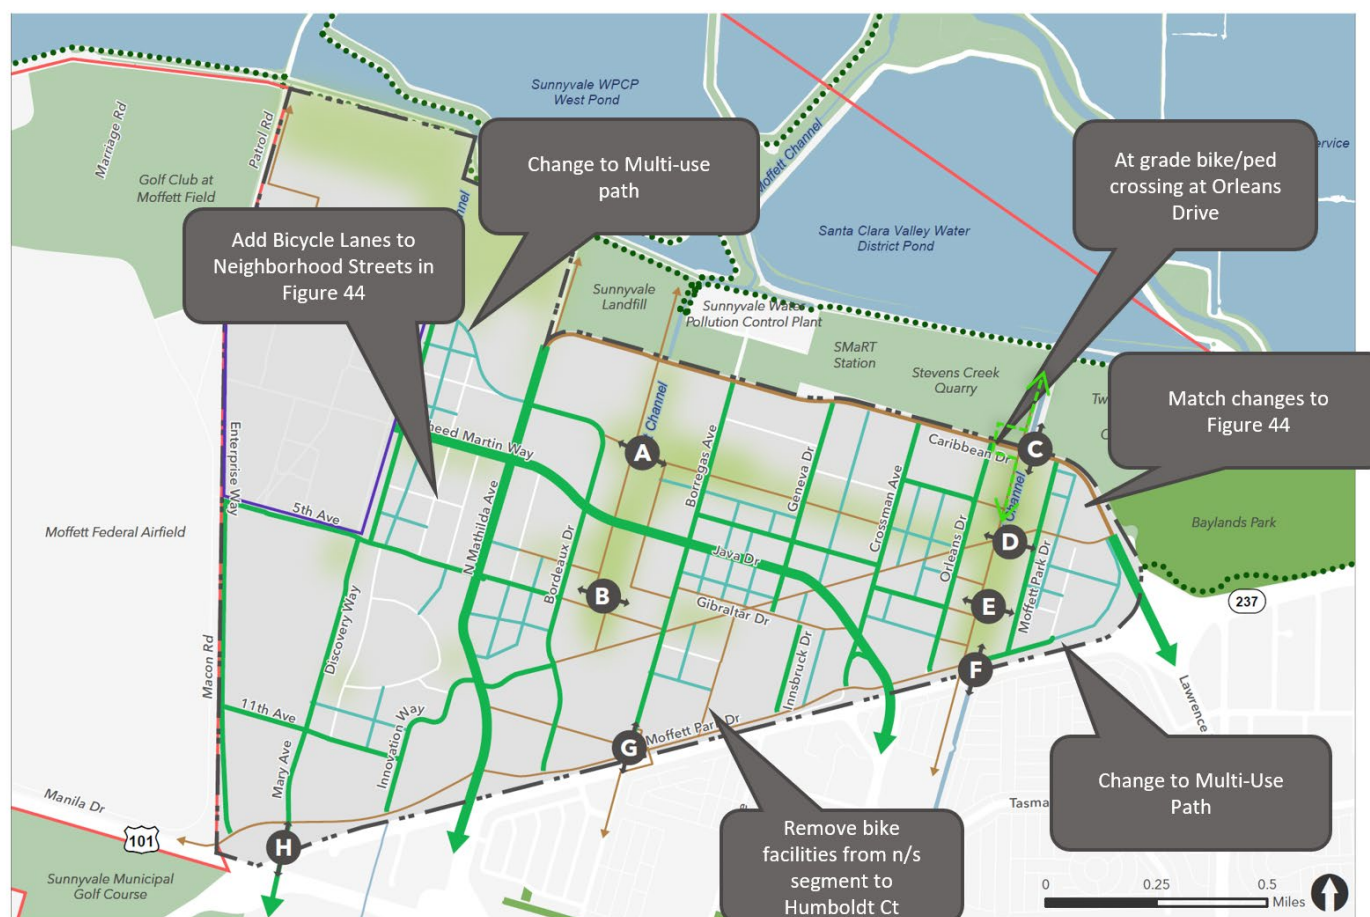 Sunnyvale WPCP
West Pond
Moffett Channel
Marriage Rd
Patrol Rd
Golf Club at
Moffett Field
Change to Multi-use
path
At grade bike/ped
crossing at Orleans
Drive
Santa Clara Valley Water
District Pond
Add Bicycle Lanes to
Neighborhood Streets in
Figure 44
Sunnyvale
Landfill
Sunnyvale Water
Pollution Control Plant
SMaRT
Station
Stevens Creek
Quarry
Match changes to
Figure 44
Channel
Caribbean Dr
C
A
Enterprise Way
Martin Way
Borregas Ave
Geneva Dr
Crossman Ave
5th Ave
Moffett Federal Airfield
N Mathilda Ave
Bordeaux Dr
Java Dr
Orleans Dr
Channel
D
Baylands Park
Moffett Park Dr
B
Gibraltar Dr
E
237
Discovery Way
Macon Rd
Innsbruck Dr
F
Lawrence
11th Ave
Innovation Way
Mary Ave
G
Moffett Park Dr
Change to Multi-Use
Path
Manila Dr
101
H
Remove bike
facilities from n/s
segment to
Humboldt Ct
Sunnyvale Municipal
Golf Course
0 0.25 0.5
Miles